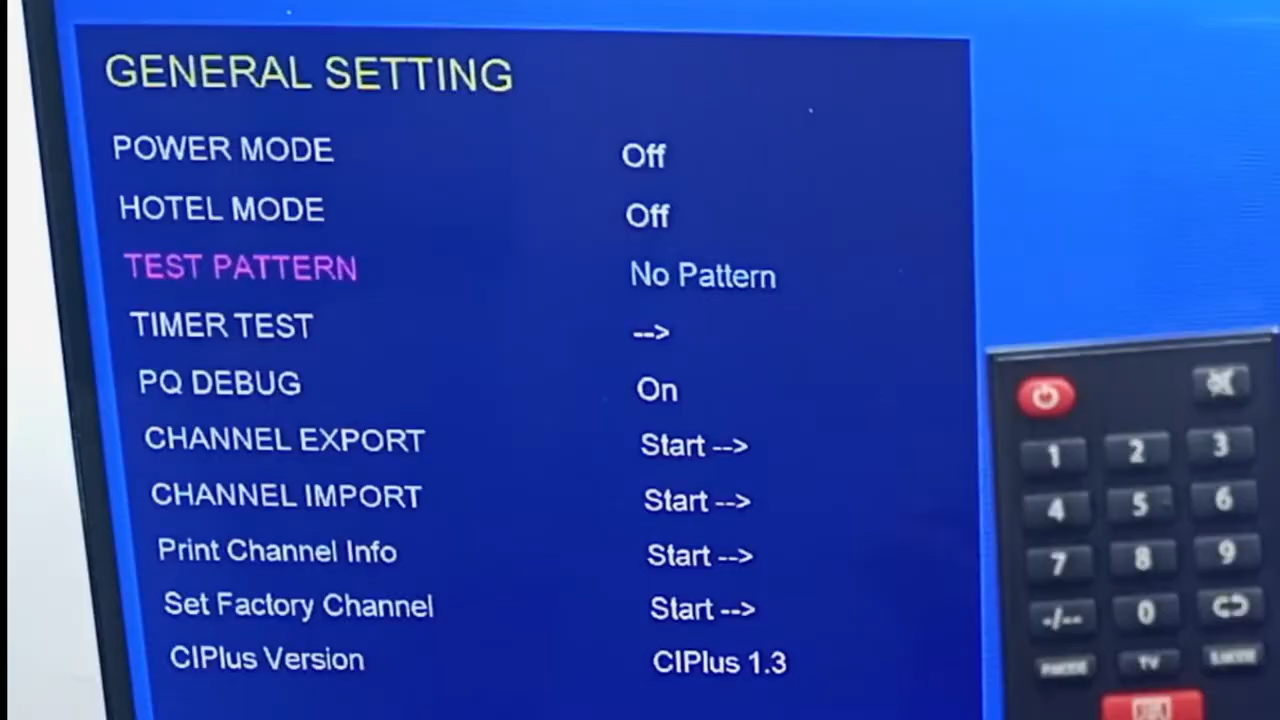 GENERAL SETTING
POWER MODE Off
HOTEL MODE Off
TEST PATTERN No Pattern
TIMER TEST -->
PQ DEBUG On
CHANNEL EXPORT Start -->
CHANNEL IMPORT Start -->
Print Channel Info Start -->
Set Factory Channel Start -->
CIPlus Version CIPlus 1.3
1 2 3
4 5 6
7 8 9
-/-- 0
TV